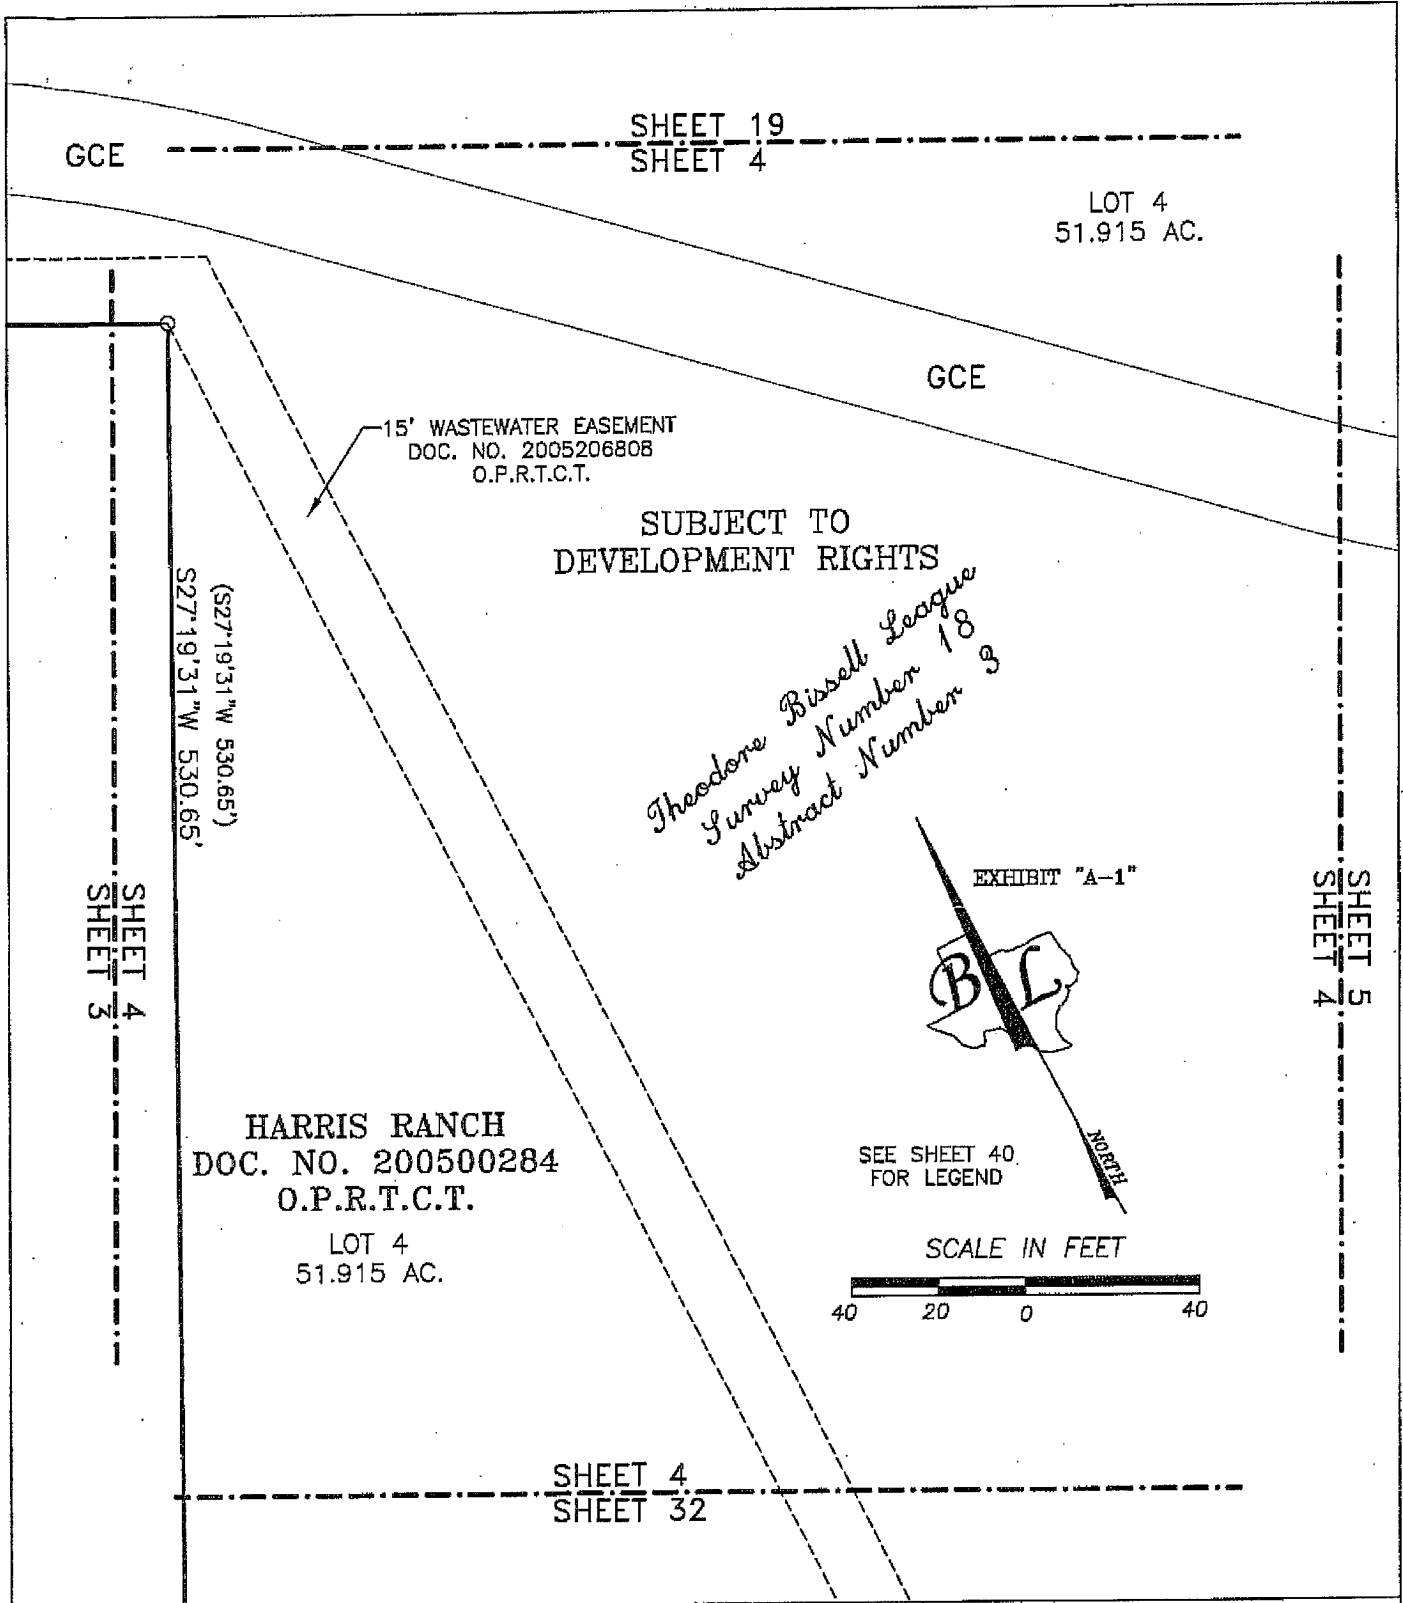 SHEET 19
SHEET 4
GCE
LOT 4
51.915 AC.
GCE
15' WASTEWATER EASEMENT
DOC. NO. 2005206808
O.P.R.T.C.T.
SUBJECT TO
DEVELOPMENT RIGHTS
Theodore Bissell League
Survey Number 18
Abstract Number 3
(S27°19'31"W 530.65')
S27°19'31"W 530.65'
EXHIBIT "A-1"
B L
SHEET 4
SHEET 3
SHEET 5
SHEET 4
HARRIS RANCH
DOC. NO. 200500284
O.P.R.T.C.T.
LOT 4
51.915 AC.
SEE SHEET 40
FOR LEGEND
NORTH
SCALE IN FEET
40 20 0 40
SHEET 4
SHEET 32